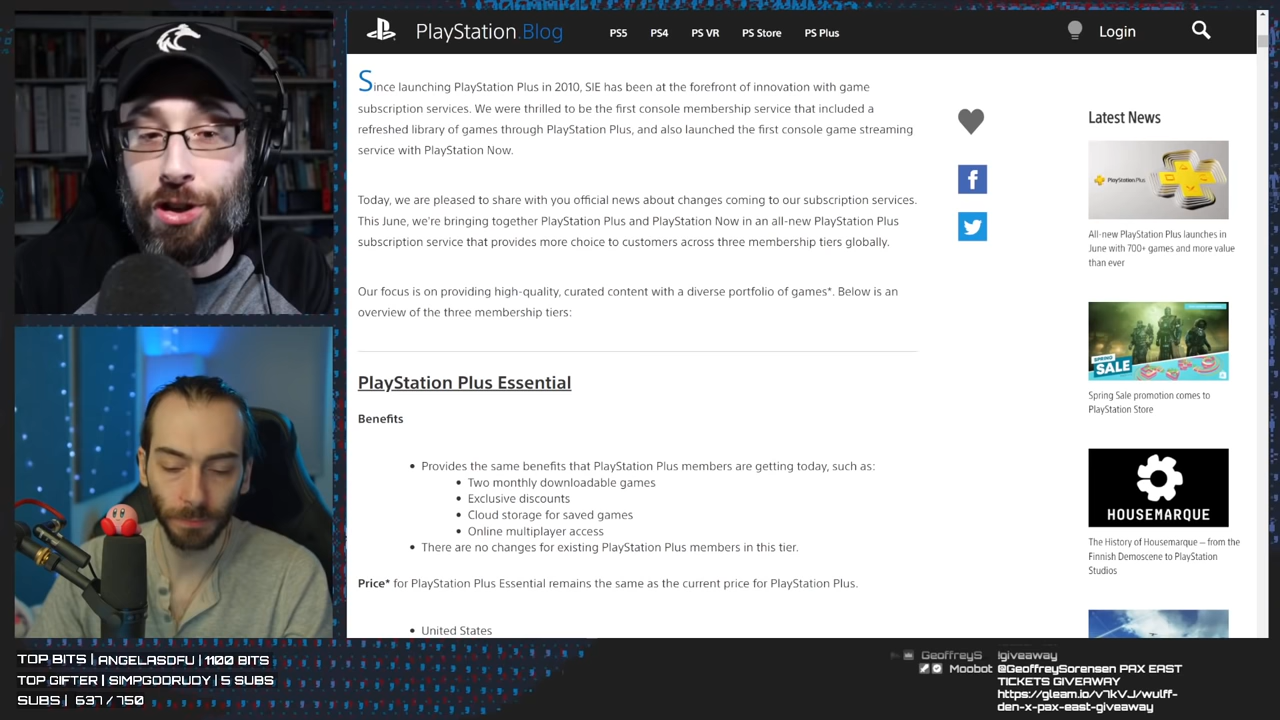 PlayStation.Blog
PS5
PS4
PS VR
PS Store
PS Plus
Login
Since launching PlayStation Plus in 2010, SIE has been at the forefront of innovation with game
subscription services. We were thrilled to be the first console membership service that included a
refreshed library of games through PlayStation Plus, and also launched the first console game streaming
service with PlayStation Now.
Today, we are pleased to share with you official news about changes coming to our subscription services.
This June, we're bringing together PlayStation Plus and PlayStation Now in an all-new PlayStation Plus
subscription service that provides more choice to customers across three membership tiers globally.
Our focus is on providing high-quality, curated content with a diverse portfolio of games*. Below is an
overview of the three membership tiers:
PlayStation Plus Essential
Benefits
Provides the same benefits that PlayStation Plus members are getting today, such as:
Two monthly downloadable games
Exclusive discounts
Cloud storage for saved games
Online multiplayer access
There are no changes for existing PlayStation Plus members in this tier.
Price* for PlayStation Plus Essential remains the same as the current price for PlayStation Plus.
United States
Latest News
PlayStation.Plus
All-new PlayStation Plus launches in
June with 700+ games and more value
than ever
SPRING
SALE
Spring Sale promotion comes to
PlayStation Store
HOUSEMARQUE
The History of Housemarque – from the
Finnish Demoscene to PlayStation
Studios
TOP BITS | ANGELASDFU | 1100 BITS
TOP GIFTER | SIMPGODRUDY | 5 SUBS
SUBS | 637 / 750
GeoffreyS !giveaway
Moobot @GeoffreySorensen PAX EAST
TICKETS GIVEAWAY
https://gleam.io/v7kVJ/wulff-
den-x-pax-east-giveaway